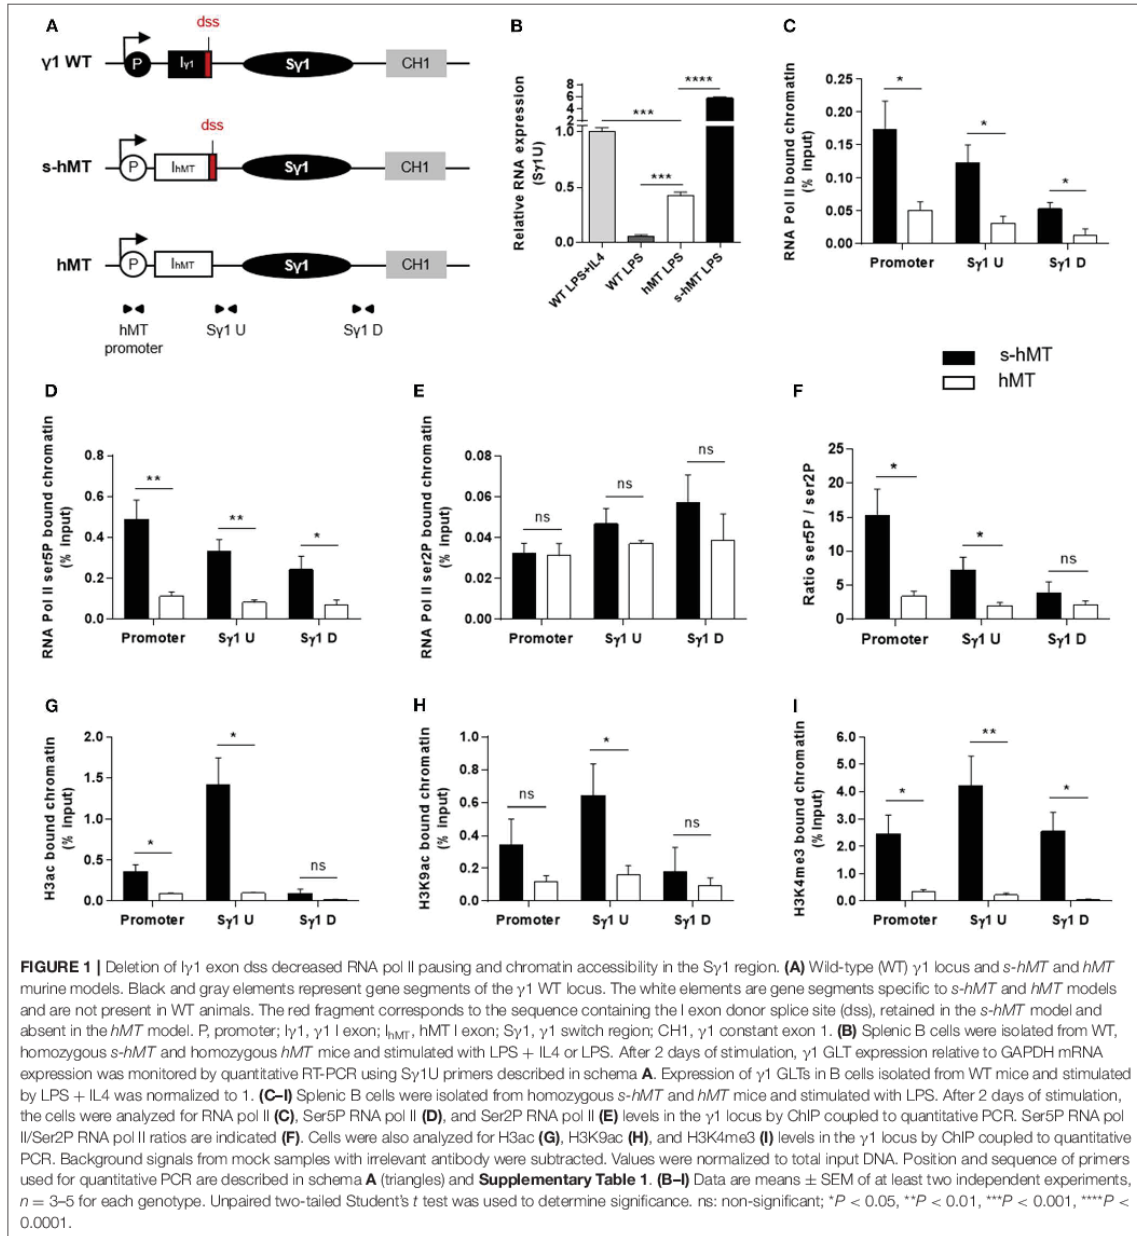 A
dss
γ1 WT
P
Iγ1
Sγ1
CH1
dss
s-hMT
P
IhMT
Sγ1
CH1
hMT
P
IhMT
Sγ1
CH1
hMT
promoter
Sγ1 U
Sγ1 D
B
Relative RNA expression
(Sγ1U)
8
6
4
2
1.0
0.5
0.0
***
****
***
WT LPS+IL4
WT LPS
hMT LPS
s-hMT LPS
C
RNA Pol II bound chromatin
(% Input)
0.25
0.20
0.15
0.10
0.05
0.00
*
*
*
Promoter
Sγ1 U
Sγ1 D
s-hMT
hMT
D
RNA Pol II ser5P bound chromatin
(% Input)
0.8
0.6
0.4
0.2
0.0
**
**
*
Promoter
Sγ1 U
Sγ1 D
E
RNA Pol II ser2P bound chromatin
(% Input)
0.08
0.06
0.04
0.02
0.00
ns
ns
ns
Promoter
Sγ1 U
Sγ1 D
F
Ratio ser5P / ser2P
25
20
15
10
5
0
*
*
ns
Promoter
Sγ1 U
Sγ1 D
G
H3ac bound chromatin
(% Input)
2.0
1.5
1.0
0.5
0.0
*
*
ns
Promoter
Sγ1 U
Sγ1 D
H
H3K9ac bound chromatin
(% Input)
1.0
0.8
0.6
0.4
0.2
0.0
ns
*
ns
Promoter
Sγ1 U
Sγ1 D
I
H3K4me3 bound chromatin
(% Input)
6.0
5.0
4.0
3.0
2.0
1.0
0.0
*
**
*
Promoter
Sγ1 U
Sγ1 D
FIGURE 1 | Deletion of Iγ1 exon dss decreased RNA pol II pausing and chromatin accessibility in the Sγ1 region. (A) Wild-type (WT) γ1 locus and s-hMT and hMT
murine models. Black and gray elements represent gene segments of the γ1 WT locus. The white elements are gene segments specific to s-hMT and hMT models
and are not present in WT animals. The red fragment corresponds to the sequence containing the I exon donor splice site (dss), retained in the s-hMT model and
absent in the hMT model. P, promoter; Iγ1, γ1 I exon; IhMT, hMT I exon; Sγ1, γ1 switch region; CH1, γ1 constant exon 1. (B) Splenic B cells were isolated from WT,
homozygous s-hMT and homozygous hMT mice and stimulated with LPS + IL4 or LPS. After 2 days of stimulation, γ1 GLT expression relative to GAPDH mRNA
expression was monitored by quantitative RT-PCR using Sγ1U primers described in schema A. Expression of γ1 GLTs in B cells isolated from WT mice and stimulated
by LPS + IL4 was normalized to 1. (C–I) Splenic B cells were isolated from homozygous s-hMT and hMT mice and stimulated with LPS. After 2 days of stimulation,
the cells were analyzed for RNA pol II (C), Ser5P RNA pol II (D), and Ser2P RNA pol II (E) levels in the γ1 locus by ChIP coupled to quantitative PCR. Ser5P RNA pol
II/Ser2P RNA pol II ratios are indicated (F). Cells were also analyzed for H3ac (G), H3K9ac (H), and H3K4me3 (I) levels in the γ1 locus by ChIP coupled to quantitative
PCR. Background signals from mock samples with irrelevant antibody were subtracted. Values were normalized to total input DNA. Position and sequence of primers
used for quantitative PCR are described in schema A (triangles) and Supplementary Table 1. (B–I) Data are means ± SEM of at least two independent experiments,
n = 3–5 for each genotype. Unpaired two-tailed Student's t test was used to determine significance. ns: non-significant; *P < 0.05, **P < 0.01, ***P < 0.001, ****P <
0.0001.